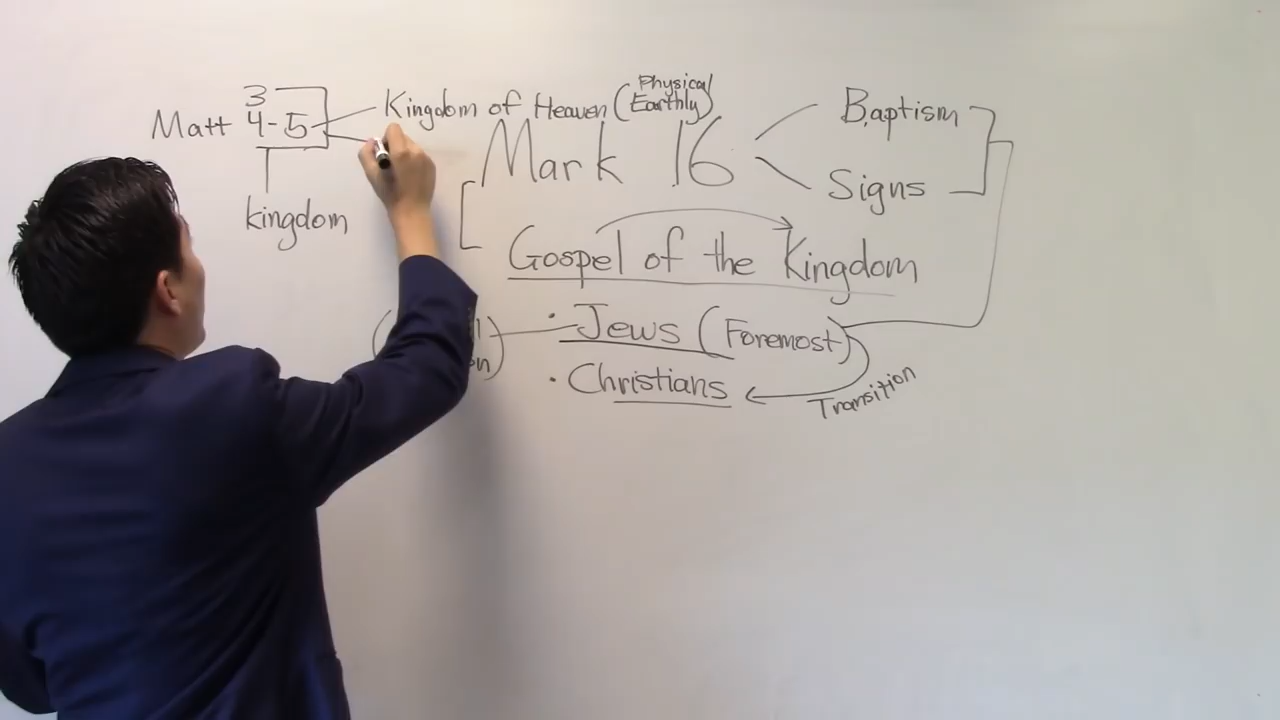 3
Matt 4-5
kingdom
Kingdom of Heaven (Physical Earthly)
Mark 16
Baptism
Signs
Gospel of the Kingdom
• Jews (Foremost)
• Christians
Transition